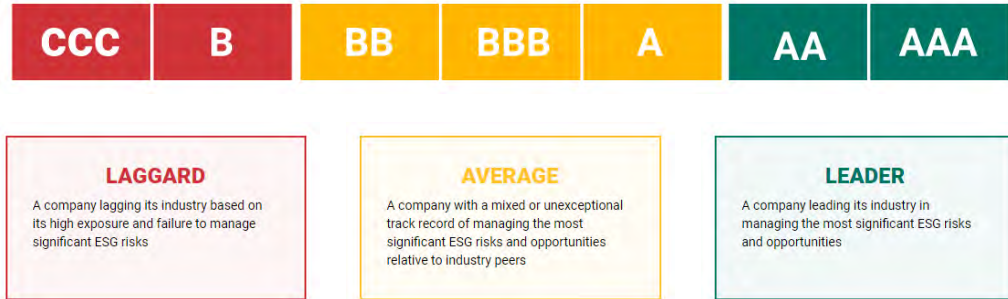 CCC B BB BBB A AA AAA
LAGGARD
A company lagging its industry based on
its high exposure and failure to manage
significant ESG risks
AVERAGE
A company with a mixed or unexceptional
track record of managing the most
significant ESG risks and opportunities
relative to industry peers
LEADER
A company leading its industry in
managing the most significant ESG risks
and opportunities